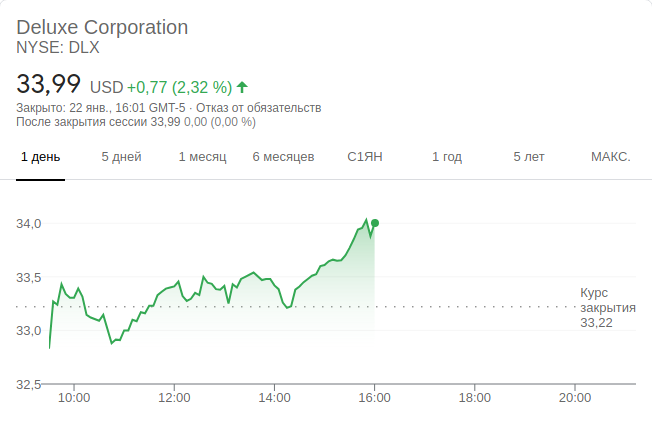 Deluxe Corporation
NYSE: DLX
33,99 USD +0,77 (2,32 %)
Закрыто: 22 янв., 16:01 GMT-5 · Отказ от обязательств
После закрытия сессии 33,99 0,00 (0,00 %)
1 день 5 дней 1 месяц 6 месяцев С1ЯН 1 год 5 лет МАКС.
34,0
33,5
Курс
закрытия
33,22
33,0
32,5
10:00 12:00 14:00 16:00 18:00 20:00